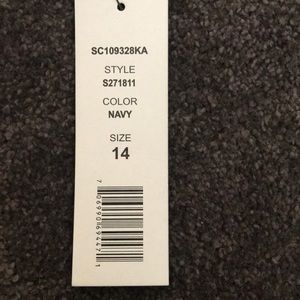 SC109328KA
STYLE
S271811
COLOR
NAVY
SIZE
14